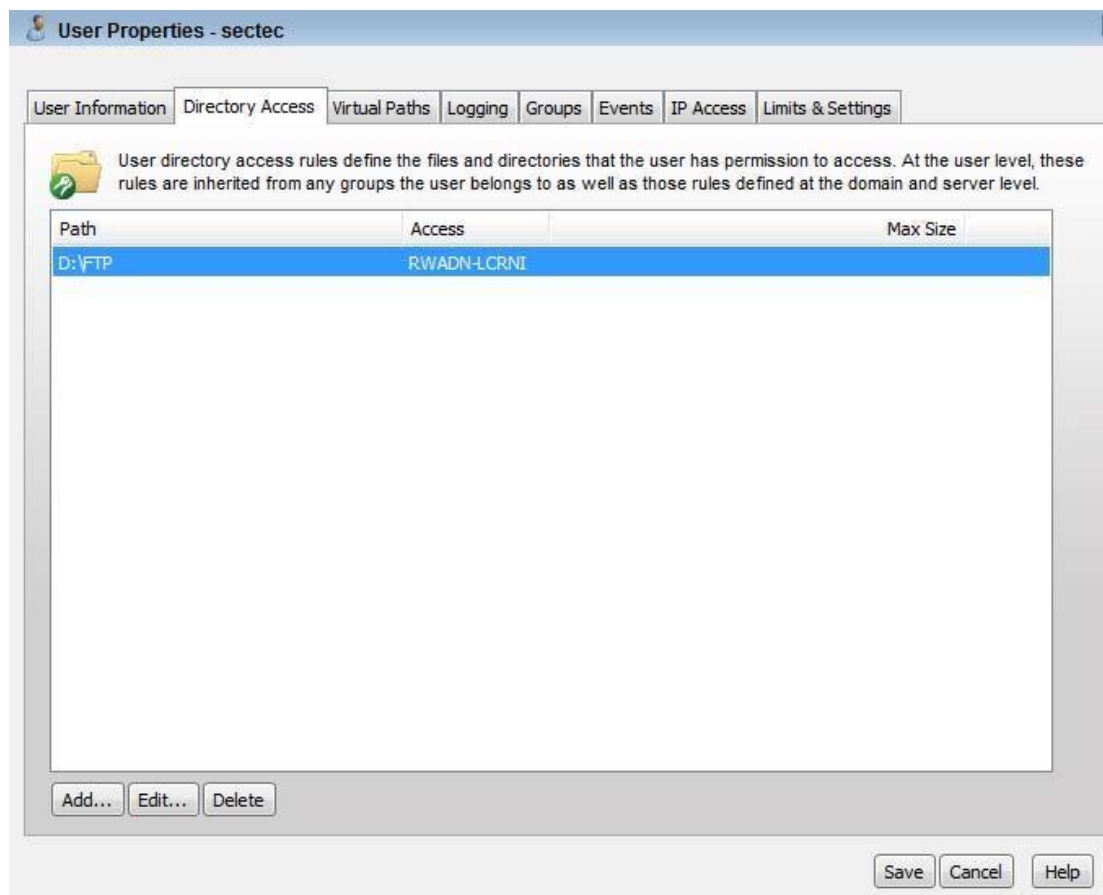 User Properties - sectec
User Information Directory Access Virtual Paths Logging Groups Events IP Access Limits & Settings
User directory access rules define the files and directories that the user has permission to access. At the user level, these
rules are inherited from any groups the user belongs to as well as those rules defined at the domain and server level.
Path Access Max Size
D:\FTP RWADN-LCRNI
Add... Edit... Delete
Save Cancel Help